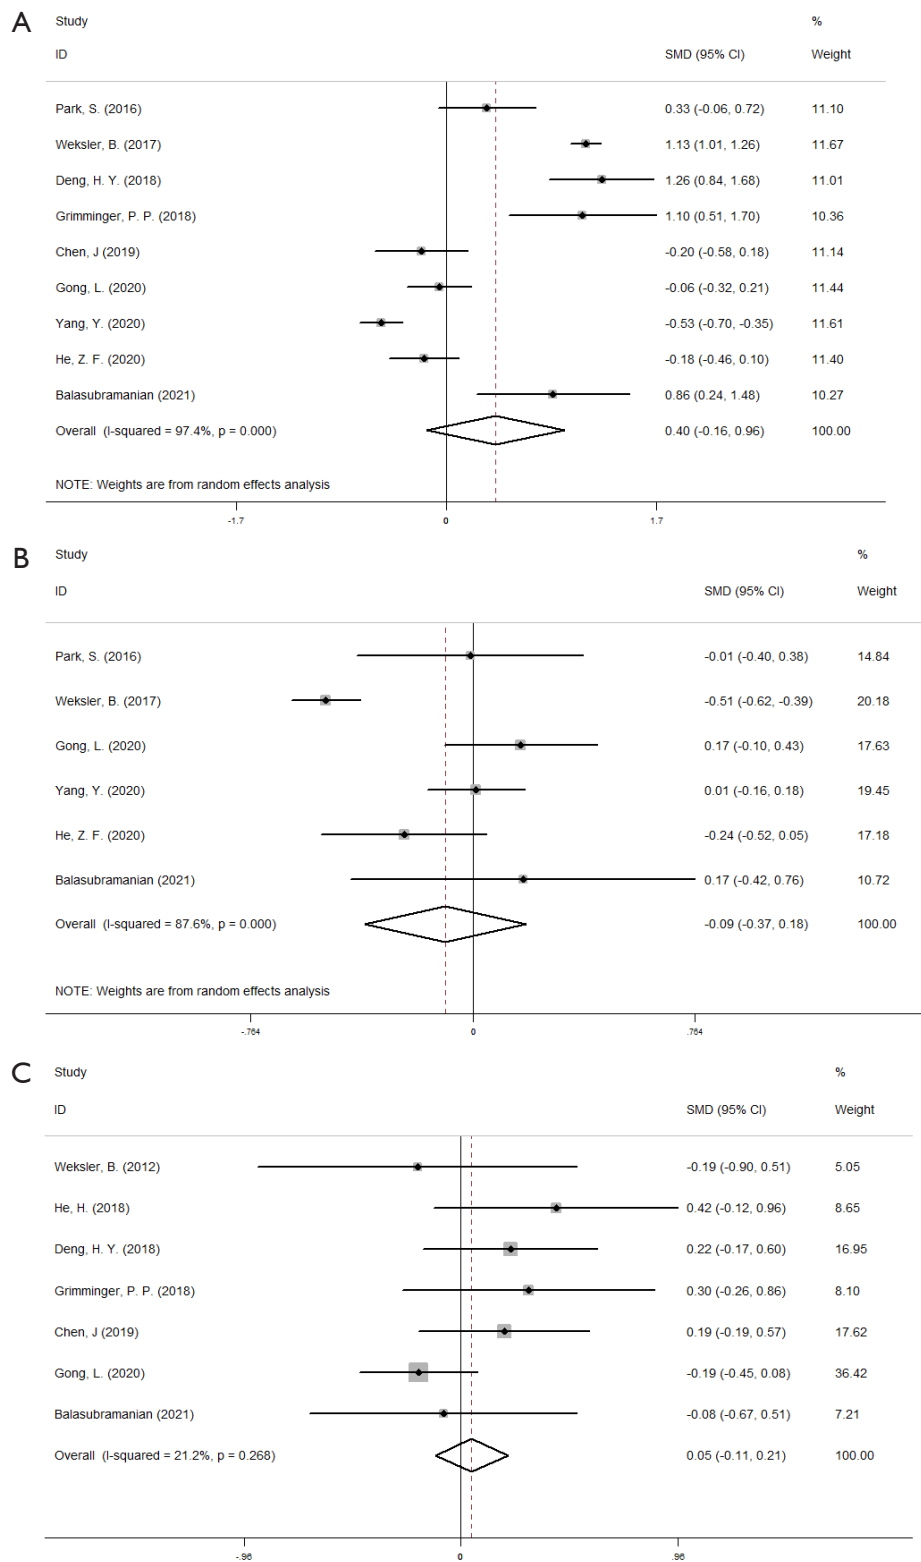 A
Study %
ID SMD (95% CI) Weight
Park, S. (2016) 0.33 (-0.06, 0.72) 11.10
Weksler, B. (2017) 1.13 (1.01, 1.26) 11.67
Deng, H. Y. (2018) 1.26 (0.84, 1.68) 11.01
Grimminger, P. P. (2018) 1.10 (0.51, 1.70) 10.36
Chen, J (2019) -0.20 (-0.58, 0.18) 11.14
Gong, L. (2020) -0.06 (-0.32, 0.21) 11.44
Yang, Y. (2020) -0.53 (-0.70, -0.35) 11.61
He, Z. F. (2020) -0.18 (-0.46, 0.10) 11.40
Balasubramanian (2021) 0.86 (0.24, 1.48) 10.27
Overall (I-squared = 97.4%, p = 0.000) 0.40 (-0.16, 0.96) 100.00
NOTE: Weights are from random effects analysis
-1.7 0 1.7
B
Study %
ID SMD (95% CI) Weight
Park, S. (2016) -0.01 (-0.40, 0.38) 14.84
Weksler, B. (2017) -0.51 (-0.62, -0.39) 20.18
Gong, L. (2020) 0.17 (-0.10, 0.43) 17.63
Yang, Y. (2020) 0.01 (-0.16, 0.18) 19.45
He, Z. F. (2020) -0.24 (-0.52, 0.05) 17.18
Balasubramanian (2021) 0.17 (-0.42, 0.76) 10.72
Overall (I-squared = 87.6%, p = 0.000) -0.09 (-0.37, 0.18) 100.00
NOTE: Weights are from random effects analysis
-.764 0 .764
C
Study %
ID SMD (95% CI) Weight
Weksler, B. (2012) -0.19 (-0.90, 0.51) 5.05
He, H. (2018) 0.42 (-0.12, 0.96) 8.65
Deng, H. Y. (2018) 0.22 (-0.17, 0.60) 16.95
Grimminger, P. P. (2018) 0.30 (-0.26, 0.86) 8.10
Chen, J (2019) 0.19 (-0.19, 0.57) 17.62
Gong, L. (2020) -0.19 (-0.45, 0.08) 36.42
Balasubramanian (2021) -0.08 (-0.67, 0.51) 7.21
Overall (I-squared = 21.2%, p = 0.268) 0.05 (-0.11, 0.21) 100.00
-.96 0 .96